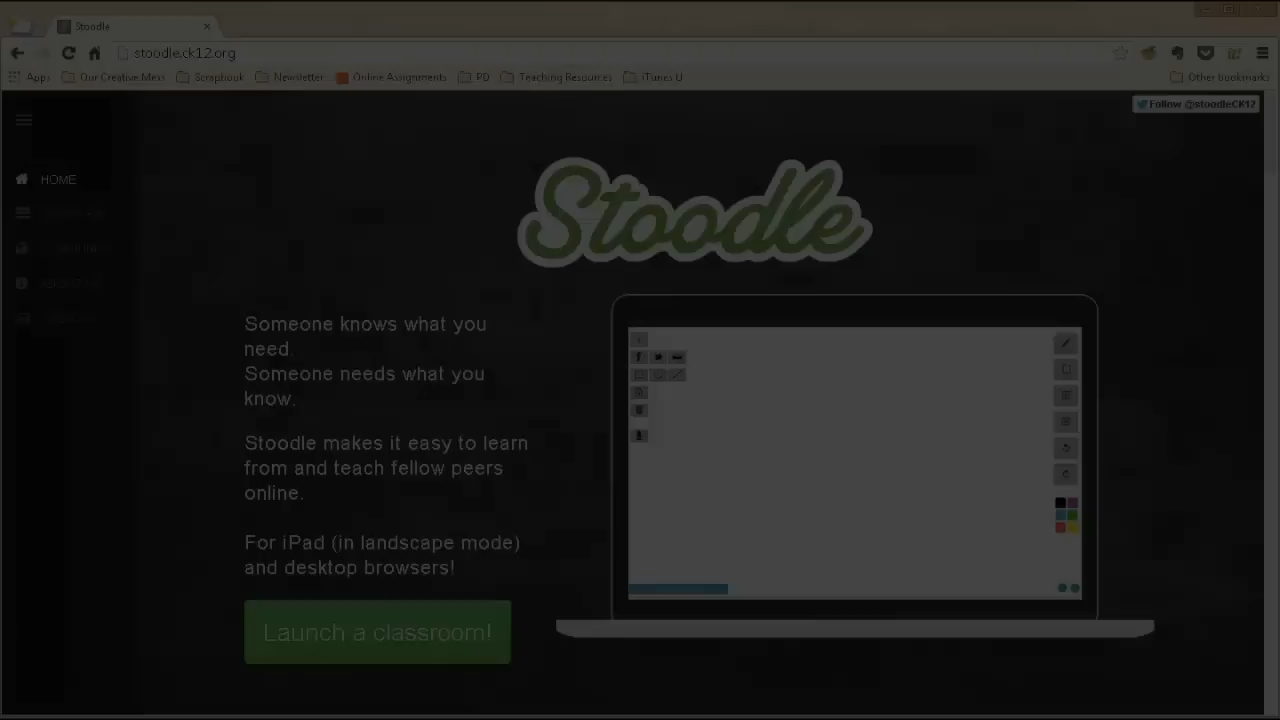 Stoodle
stoodle.ck12.org
Apps Our Creative Mess Scrapbook Newsletter Online Assignments PD Teaching Resources iTunes U Other bookmarks
Follow @stoodleCK12
HOME
Stoodle
Someone knows what you
need.
Someone needs what you
know.
Stoodle makes it easy to learn
from and teach fellow peers
online.
For iPad (in landscape mode)
and desktop browsers!
Launch a classroom!